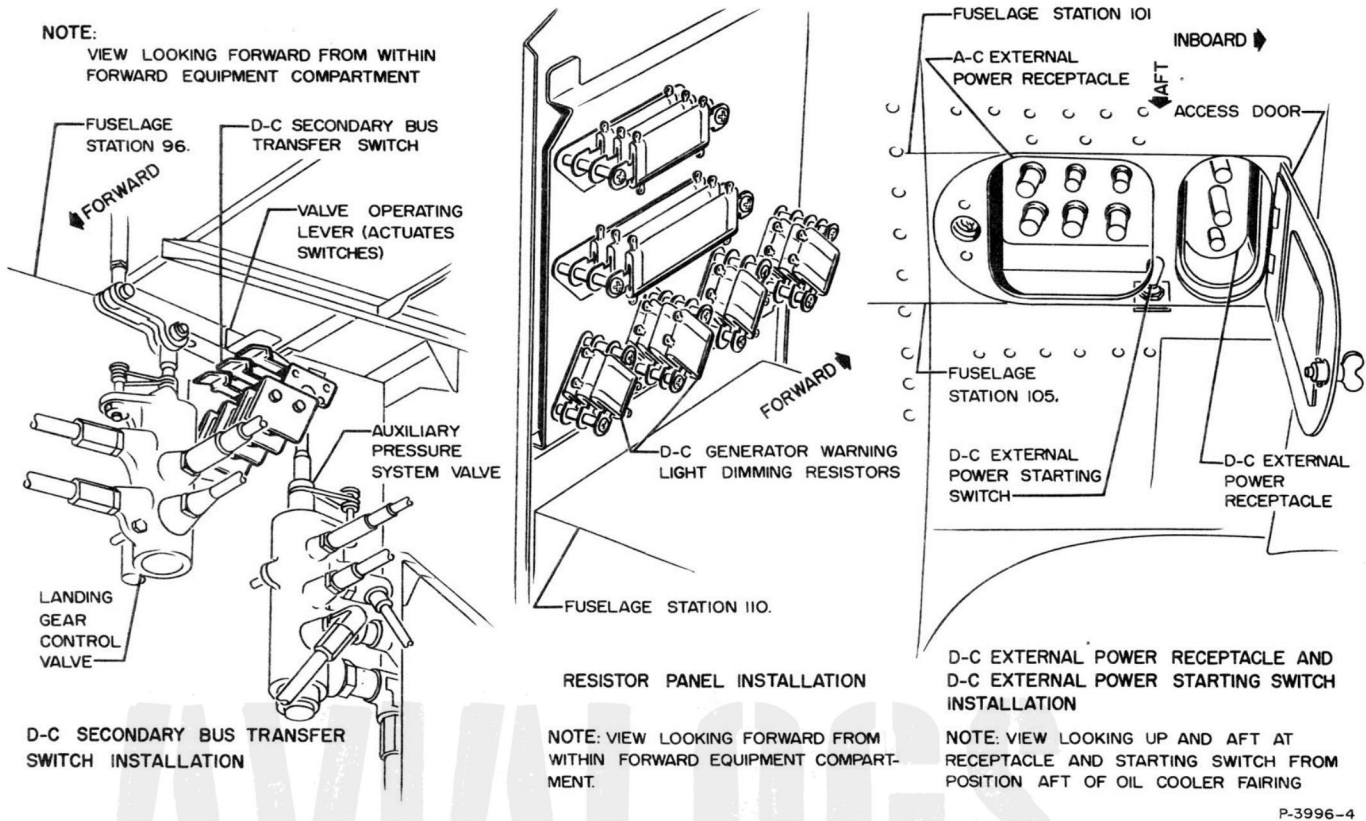 NOTE:
VIEW LOOKING FORWARD FROM WITHIN
FORWARD EQUIPMENT COMPARTMENT
FUSELAGE
STATION 96.
D-C SECONDARY BUS
TRANSFER SWITCH
FORWARD
VALVE OPERATING
LEVER (ACTUATES
SWITCHES)
AUXILIARY
PRESSURE
SYSTEM VALVE
LANDING
GEAR
CONTROL
VALVE
D-C SECONDARY BUS TRANSFER
SWITCH INSTALLATION
FORWARD
D-C GENERATOR WARNING
LIGHT DIMMING RESISTORS
FUSELAGE STATION 110.
RESISTOR PANEL INSTALLATION
NOTE: VIEW LOOKING FORWARD FROM
WITHIN FORWARD EQUIPMENT COMPART-
MENT.
FUSELAGE STATION 101
INBOARD
A-C EXTERNAL
POWER RECEPTACLE
AFT
ACCESS DOOR
FUSELAGE
STATION 105.
D-C EXTERNAL
POWER STARTING
SWITCH
D-C EXTERNAL
POWER
RECEPTACLE
D-C EXTERNAL POWER RECEPTACLE AND
D-C EXTERNAL POWER STARTING SWITCH
INSTALLATION
NOTE: VIEW LOOKING UP AND AFT AT
RECEPTACLE AND STARTING SWITCH FROM
POSITION AFT OF OIL COOLER FAIRING
P-3996-4